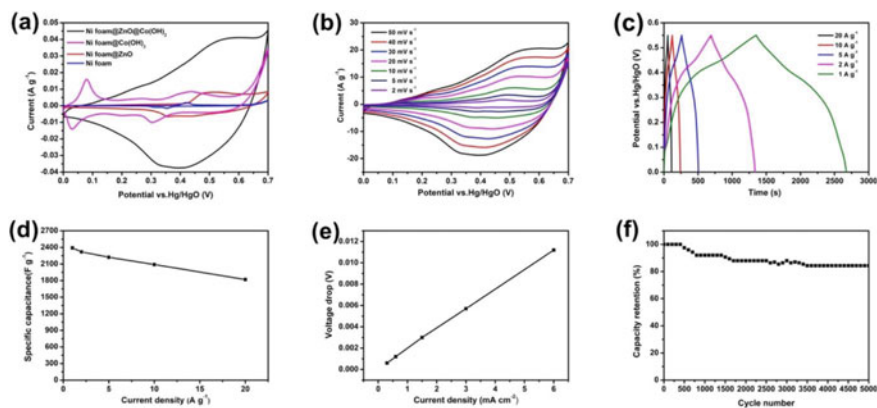 (a)
0.05
0.04
0.03
0.02
0.01
0.00
-0.01
-0.02
-0.03
-0.04
Current (A g⁻¹)
Ni foam@ZnO@Co(OH)₂
Ni foam@Co(OH)₂
Ni foam@ZnO
Ni foam
0.0 0.1 0.2 0.3 0.4 0.5 0.6 0.7
Potential vs.Hg/HgO (V)
(b)
30
20
10
0
-10
-20
Current (A g⁻¹)
50 mV s⁻¹
40 mV s⁻¹
30 mV s⁻¹
20 mV s⁻¹
10 mV s⁻¹
5 mV s⁻¹
2 mV s⁻¹
0.0 0.1 0.2 0.3 0.4 0.5 0.6 0.7
Potential vs.Hg/HgO (V)
(c)
0.6
0.5
0.4
0.3
0.2
0.1
0.0
Potential vs.Hg/HgO (V)
20 A g⁻¹
10 A g⁻¹
5 A g⁻¹
2 A g⁻¹
1 A g⁻¹
0 500 1000 1500 2000 2500 3000
Time (s)
(d)
2700
2400
2100
1800
1500
1200
900
600
300
0
Specific capacitance(F g⁻¹)
0 5 10 15 20
Current density (A g⁻¹)
(e)
0.012
0.010
0.008
0.006
0.004
0.002
0.000
Voltage drop (V)
0 1 2 3 4 5 6
Current density (mA cm⁻²)
(f)
100
80
60
40
20
0
Capacity retention (%)
0 500 1000 1500 2000 2500 3000 3500 4000 4500 5000
Cycle number